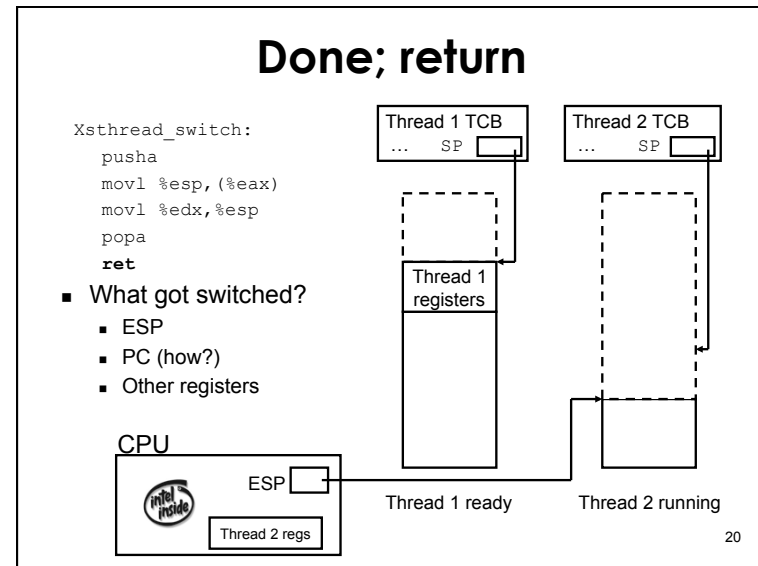 Done; return
Xsthread_switch:
pusha
movl %esp,(%eax)
movl %edx,%esp
popa
ret
▪ What got switched?
▪ ESP
▪ PC (how?)
▪ Other registers
Thread 1 TCB
… SP
Thread 2 TCB
… SP
Thread 1
registers
CPU
intel
inside
ESP
Thread 2 regs
Thread 1 ready
Thread 2 running
20